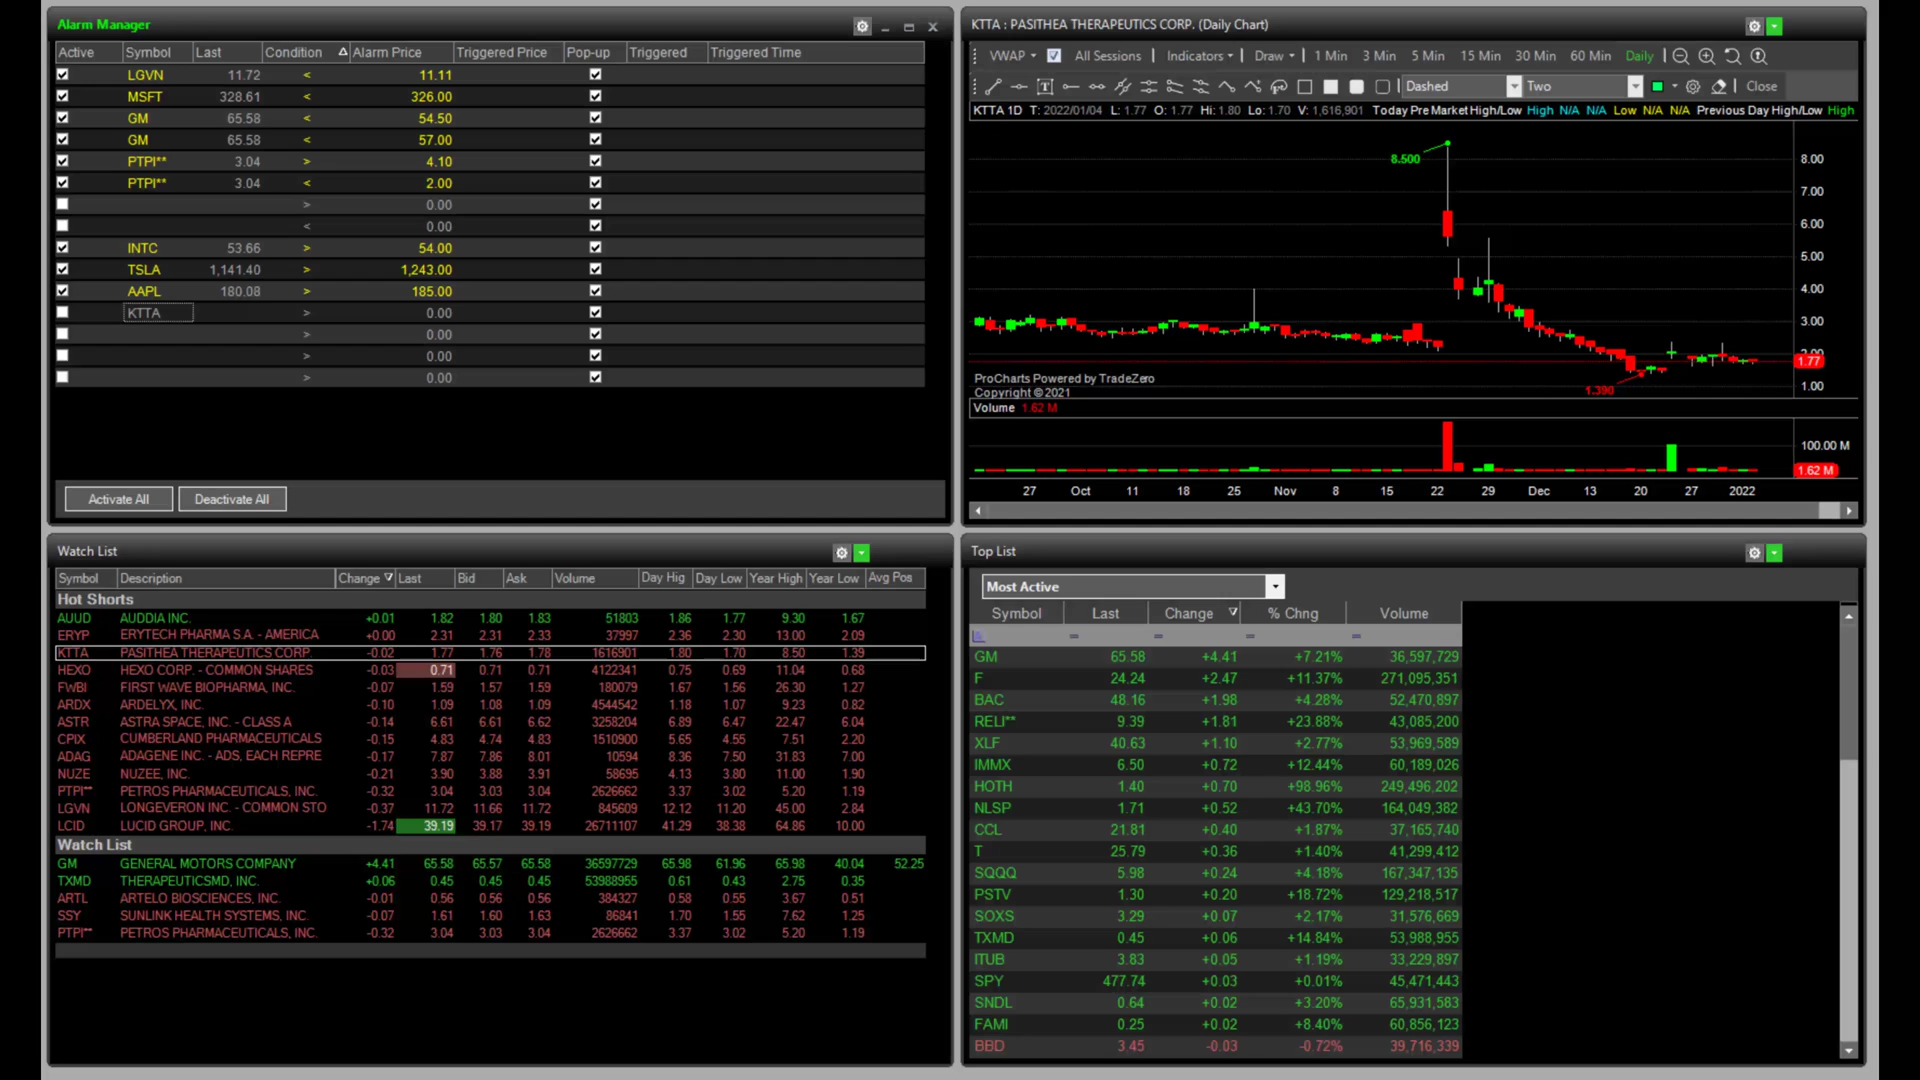 Alarm Manager
Active Symbol Last Condition Alarm Price Triggered Price Pop-up Triggered Triggered Time
LGVN 11.72 < 11.11
MSFT 328.61 < 326.00
GM 65.58 < 54.50
GM 65.58 < 57.00
PTPI** 3.04 > 4.10
PTPI** 3.04 < 2.00
> 0.00
< 0.00
INTC 53.66 > 54.00
TSLA 1,141.40 > 1,243.00
AAPL 180.08 > 185.00
KTTA > 0.00
> 0.00
> 0.00
> 0.00
Activate All Deactivate All
KTTA : PASITHEA THERAPEUTICS CORP. (Daily Chart)
VWAP All Sessions Indicators Draw 1 Min 3 Min 5 Min 15 Min 30 Min 60 Min Daily
T Dashed Two Close
KTTA 1D T: 2022/01/04 L: 1.77 O: 1.77 Hi: 1.80 Lo: 1.70 V: 1,616,901 Today Pre Market High/Low High N/A N/A Low N/A N/A Previous Day High/Low High
8.500
8.00
7.00
6.00
5.00
4.00
3.00
2.00
1.77
1.390
1.00
ProCharts Powered by TradeZero
Copyright © 2021
Volume 1.62 M
100.00 M
1.62 M
27 Oct 11 18 25 Nov 8 15 22 29 Dec 13 20 27 2022
Watch List
Symbol Description Change Last Bid Ask Volume Day Hig Day Low Year High Year Low Avg Pos
Hot Shorts
AUUD AUDDIA INC. +0.01 1.82 1.80 1.83 51803 1.86 1.77 9.30 1.67
ERYP ERYTECH PHARMA S.A. - AMERICA +0.00 2.31 2.31 2.33 37997 2.36 2.30 13.00 2.09
KTTA PASITHEA THERAPEUTICS CORP. -0.02 1.77 1.76 1.78 1616901 1.80 1.70 8.50 1.39
HEXO HEXO CORP. - COMMON SHARES -0.03 0.71 0.71 0.71 4122341 0.75 0.69 11.04 0.68
FWBI FIRST WAVE BIOPHARMA, INC. -0.07 1.59 1.57 1.59 180079 1.67 1.56 26.30 1.27
ARDX ARDELYX, INC. -0.10 1.09 1.08 1.09 4544542 1.18 1.07 9.23 0.82
ASTR ASTRA SPACE, INC. - CLASS A -0.14 6.61 6.61 6.62 3258204 6.89 6.47 22.47 6.04
CPIX CUMBERLAND PHARMACEUTICALS -0.15 4.83 4.74 4.83 1510900 5.65 4.55 7.51 2.20
ADAG ADAGENE INC. - ADS, EACH REPRE -0.17 7.87 7.86 8.01 10594 8.36 7.50 31.83 7.00
NUZE NUZEE, INC. -0.21 3.90 3.88 3.91 58695 4.13 3.80 11.00 1.90
PTPI** PETROS PHARMACEUTICALS, INC. -0.32 3.04 3.03 3.04 2626662 3.37 3.02 5.20 1.19
LGVN LONGEVERON INC. - COMMON STO -0.37 11.72 11.66 11.72 845609 12.12 11.20 45.00 2.84
LCID LUCID GROUP, INC. -1.74 39.19 39.17 39.19 26711107 41.29 38.38 64.86 10.00
Watch List
GM GENERAL MOTORS COMPANY +4.41 65.58 65.57 65.58 36597729 65.98 61.96 65.98 40.04 52.25
TXMD THERAPEUTICSMD, INC. +0.06 0.45 0.45 0.45 53988955 0.61 0.43 2.75 0.35
ARTL ARTELO BIOSCIENCES, INC. -0.01 0.56 0.56 0.56 384327 0.58 0.55 3.67 0.51
SSY SUNLINK HEALTH SYSTEMS, INC. -0.07 1.61 1.60 1.63 86841 1.70 1.55 7.62 1.25
PTPI** PETROS PHARMACEUTICALS, INC. -0.32 3.04 3.03 3.04 2626662 3.37 3.02 5.20 1.19
Top List
Most Active
Symbol Last Change % Chng Volume
= = = =
GM 65.58 +4.41 +7.21% 36,597,729
F 24.24 +2.47 +11.37% 271,095,351
BAC 48.16 +1.98 +4.28% 52,470,897
RELI** 9.39 +1.81 +23.88% 43,085,200
XLF 40.63 +1.10 +2.77% 53,969,589
IMMX 6.50 +0.72 +12.44% 60,189,026
HOTH 1.40 +0.70 +98.96% 249,496,202
NLSP 1.71 +0.52 +43.70% 164,049,382
CCL 21.81 +0.40 +1.87% 37,165,740
T 25.79 +0.36 +1.40% 41,299,412
SQQQ 5.98 +0.24 +4.18% 167,347,135
PSTV 1.30 +0.20 +18.72% 129,218,517
SOXS 3.29 +0.07 +2.17% 31,576,669
TXMD 0.45 +0.06 +14.84% 53,988,955
ITUB 3.83 +0.05 +1.19% 33,229,897
SPY 477.74 +0.03 +0.01% 45,471,443
SNDL 0.64 +0.02 +3.20% 65,931,583
FAMI 0.25 +0.02 +8.40% 60,856,123
BBD 3.45 -0.03 -0.72% 39,716,339